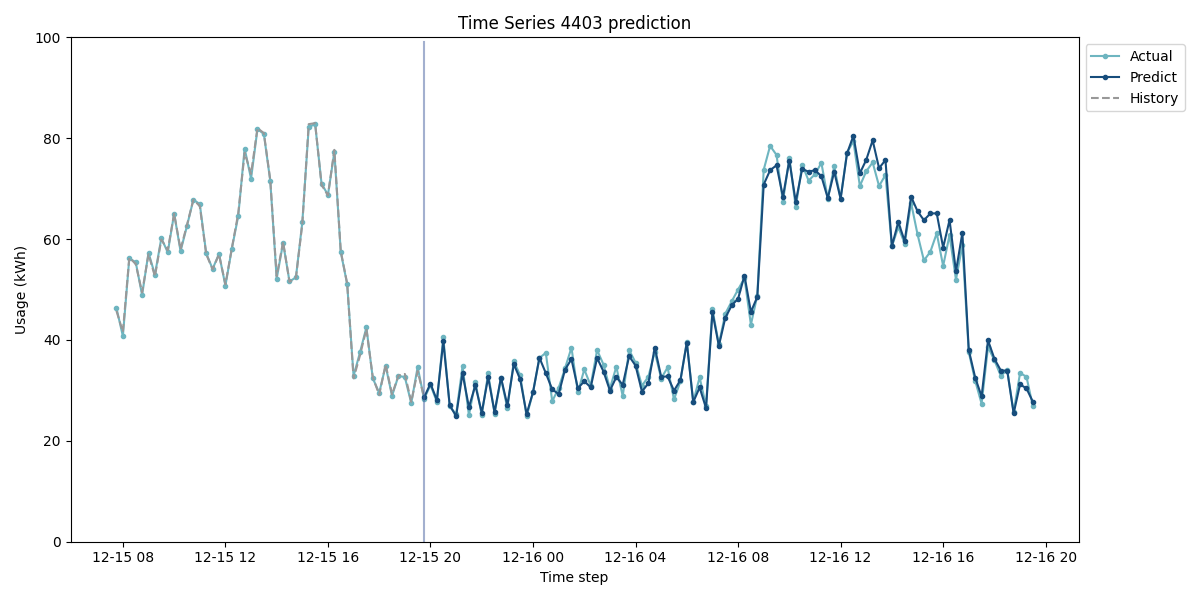 Time Series 4403 prediction
100
80
60
40
20
0
Usage (kWh)
12-15 08
12-15 12
12-15 16
12-15 20
12-16 00
12-16 04
12-16 08
12-16 12
12-16 16
12-16 20
Time step
Actual
Predict
History